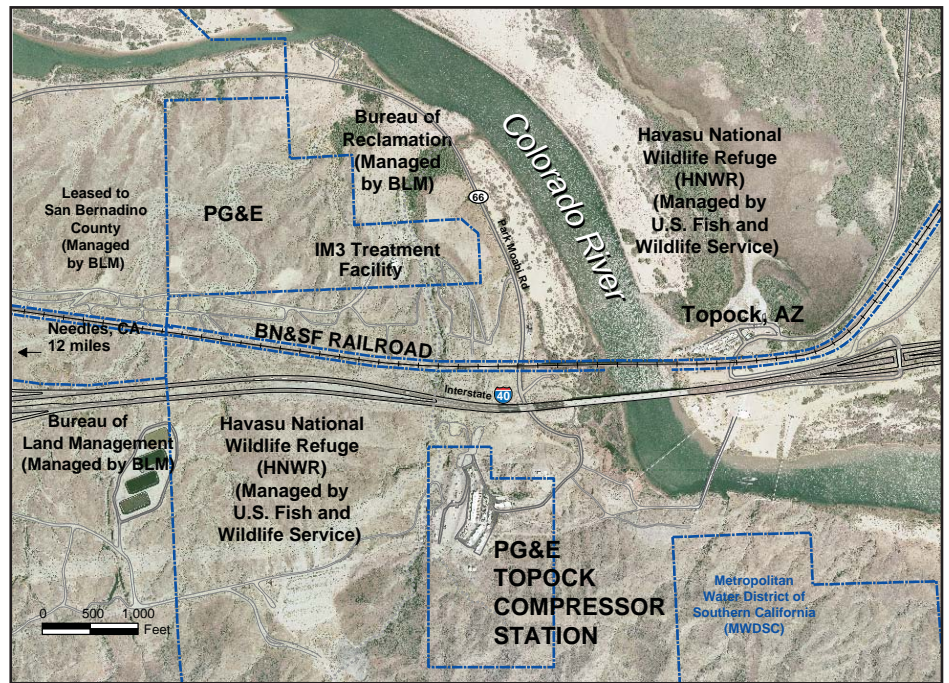 Bureau of
Reclamation
(Managed
by BLM)
Colorado River
Havasu National
Wildlife Refuge
(HNWR)
(Managed by
U.S. Fish and
Wildlife Service)
Leased to
San Bernadino
County
(Managed
by BLM)
PG&E
66
Park Moabi Rd
IM3 Treatment
Facility
Topock, AZ
Needles, CA
12 miles
BN&SF RAILROAD
Interstate
40
Bureau of
Land Management
(Managed by BLM)
Havasu National
Wildlife Refuge
(HNWR)
(Managed by
U.S. Fish and
Wildlife Service)
PG&E
TOPOCK
COMPRESSOR
STATION
Metropolitan
Water District of
Southern California
(MWDSC)
0 500 1,000
Feet